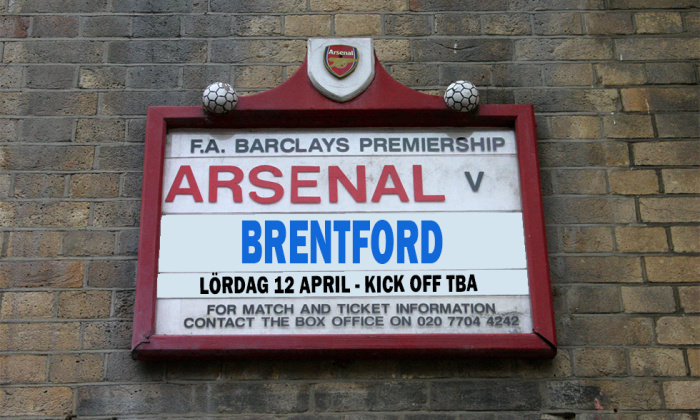 Arsenal
F.A. BARCLAYS PREMIERSHIP
ARSENAL V
BRENTFORD
LÖRDAG 12 APRIL - KICK OFF TBA
FOR MATCH AND TICKET INFORMATION
CONTACT THE BOX OFFICE ON 020 7704 4242